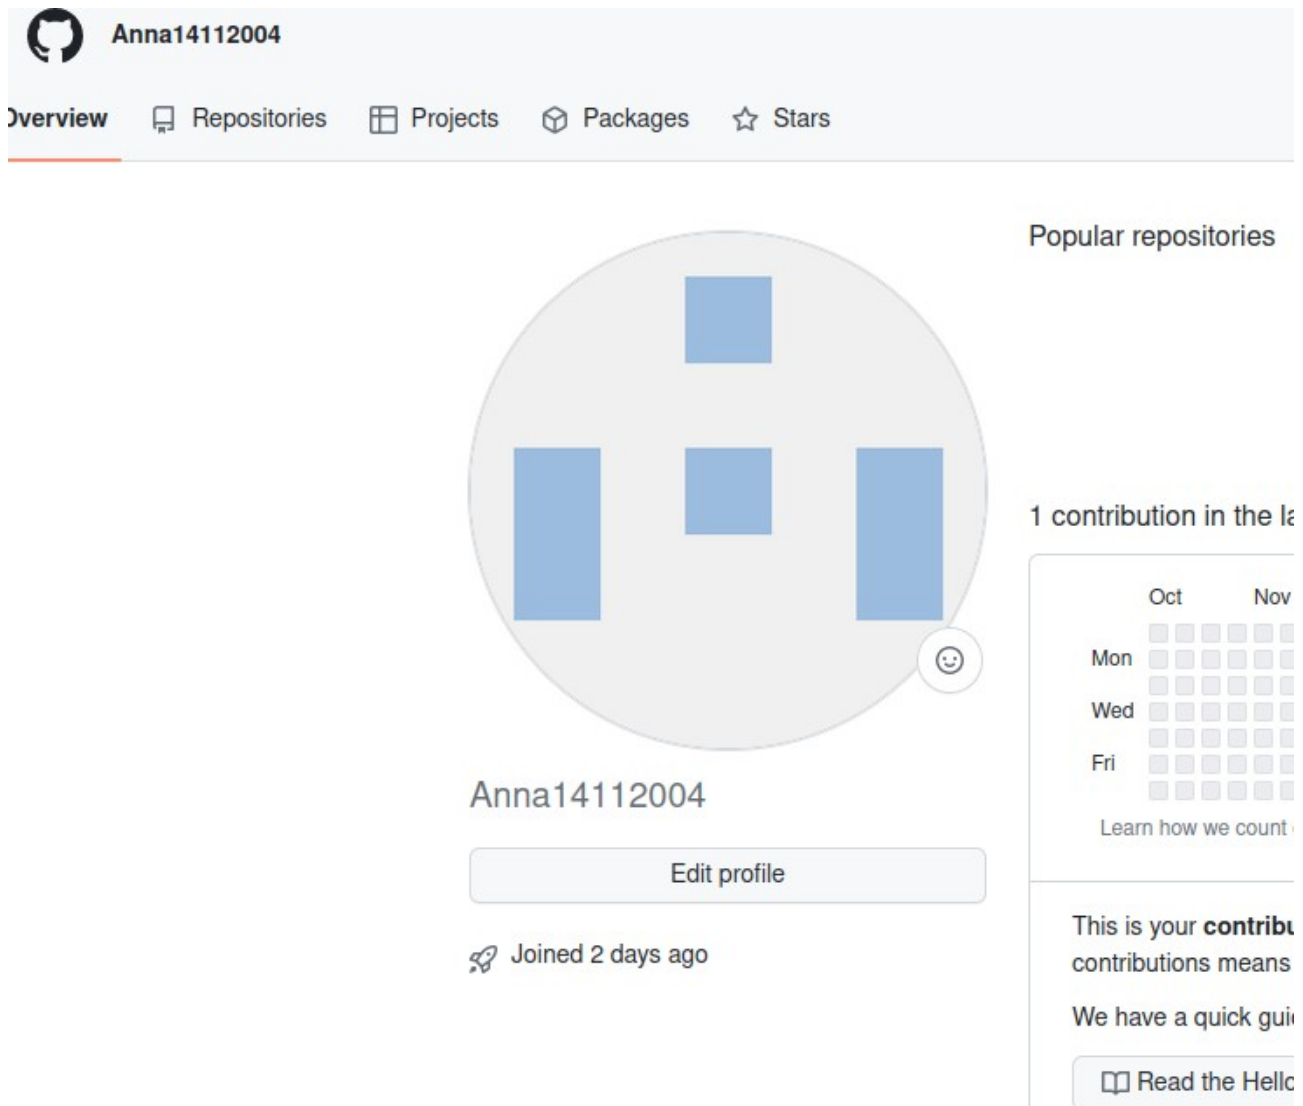 Anna14112004
Overview Repositories Projects Packages Stars
Popular repositories
1 contribution in the
Oct Nov
Mon
Wed
Fri
Learn how we count
Anna14112004
Edit profile
Joined 2 days ago
This is your
contributions means
We have a quick
Read the